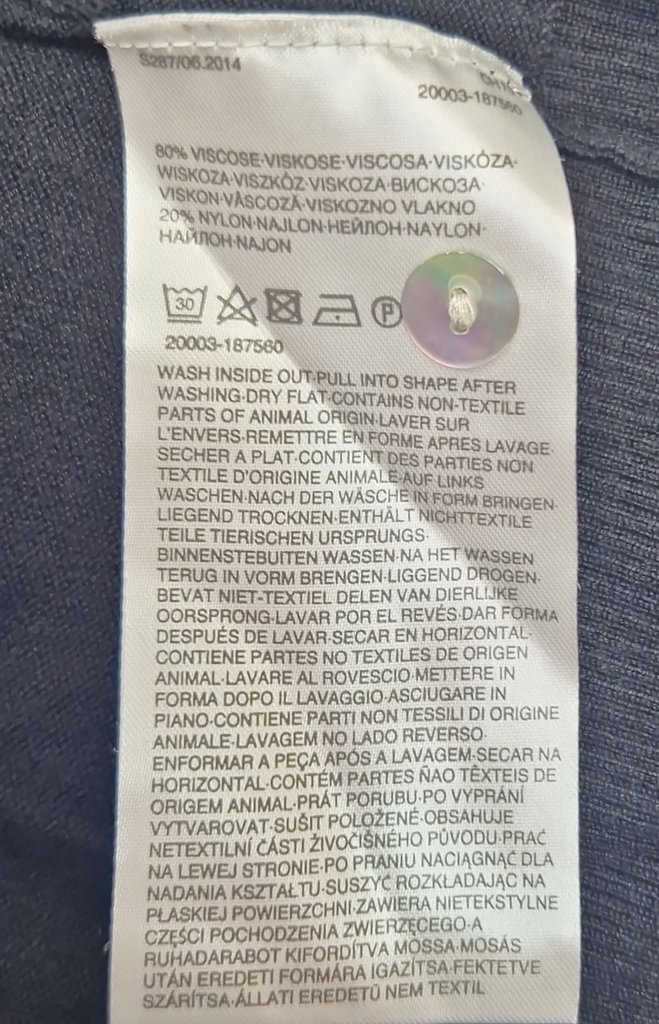 S287/06.2014
20003-187560
80% VISCOSE·VISKOSE·VISCOSA·VISKÓZA·
WISKOZA·VISZKÓZ·VISKOZA·ВИСКОЗА·
VISKON·VÂSCOZĂ·VISKOZNO VLAKNO
20% NYLON·NAJLON·НЕЙЛОН·NAYLON·
НАЙЛОН·NAJON
30
P
20003-187560
WASH INSIDE OUT·PULL INTO SHAPE AFTER
WASHING·DRY FLAT·CONTAINS NON-TEXTILE
PARTS OF ANIMAL ORIGIN·LAVER SUR
L'ENVERS·REMETTRE EN FORME APRES LAVAGE·
SECHER A PLAT·CONTIENT DES PARTIES NON
TEXTILE D'ORIGINE ANIMALE·AUF LINKS
WASCHEN·NACH DER WÄSCHE IN FORM BRINGEN·
LIEGEND TROCKNEN·ENTHÄLT NICHTTEXTILE
TEILE TIERISCHEN URSPRUNGS·
BINNENSTEBUITEN WASSEN·NA HET WASSEN
TERUG IN VORM BRENGEN·LIGGEND DROGEN·
BEVAT NIET-TEXTIEL DELEN VAN DIERLIJKE
OORSPRONG·LAVAR POR EL REVÉS·DAR FORMA
DESPUÉS DE LAVAR·SECAR EN HORIZONTAL·
CONTIENE PARTES NO TEXTILES DE ORIGEN
ANIMAL·LAVARE AL ROVESCIO·METTERE IN
FORMA DOPO IL LAVAGGIO·ASCIUGARE IN
PIANO·CONTIENE PARTI NON TESSILI DI ORIGINE
ANIMALE·LAVAGEM NO LADO REVERSO·
ENFORMAR A PEÇA APÓS A LAVAGEM·SECAR NA
HORIZONTAL·CONTÉM PARTES ÑAO TÊXTEIS DE
ORIGEM ANIMAL·PRÁT PORUBU·PO VYPRÁNÍ
VYTVAROVAT·SUŠIT POLOŽENÉ·OBSAHUJE
NETEXTILNÍ ČÁSTI ŽIVOČIŠNÉHO PŮVODU·PRAĆ
NA LEWEJ STRONIE·PO PRANIU NACIĄGNĄĆ DLA
NADANIA KSZTAŁTU·SUSZYĆ ROZKŁADAJĄC NA
PŁASKIEJ POWIERZCHNI·ZAWIERA NIETEKSTYLNE
CZĘŚCI POCHODZENIA ZWIERZĘCEGO·A
RUHADARABOT KIFORDÍTVA MOSSA·MOSÁS
UTÁN EREDETI FORMÁRA IGAZÍTSA·FEKTETVE
SZÁRÍTSA·ÁLLATI EREDETŰ NEM TEXTIL